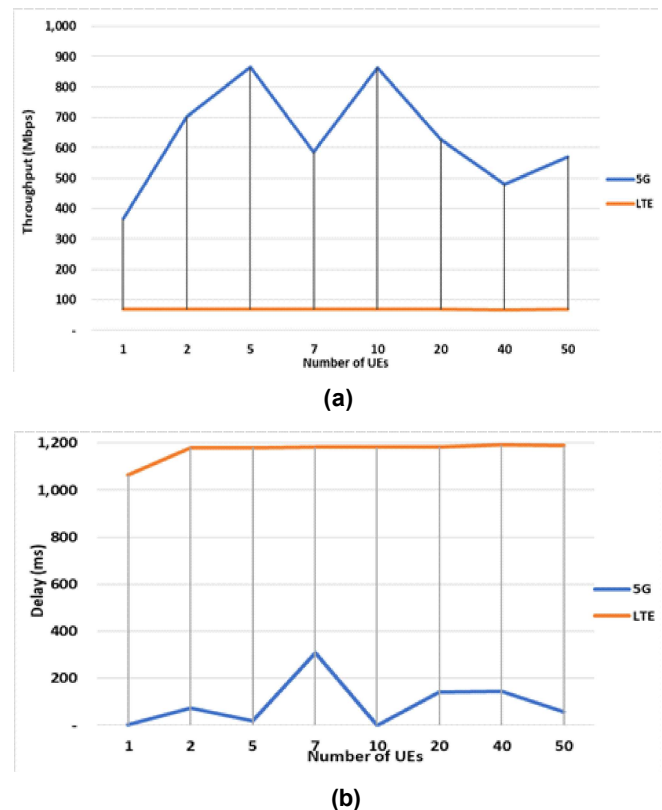 1,000
900
800
700
600
500
400
300
200
100
-
Throughput (Mbps)
5G
LTE
1 2 5 7 10 20 40 50
Number of UEs
(a)
1,200
1,000
800
600
400
200
-
Delay (ms)
5G
LTE
1 2 5 7 10 20 40 50
Number of UEs
(b)